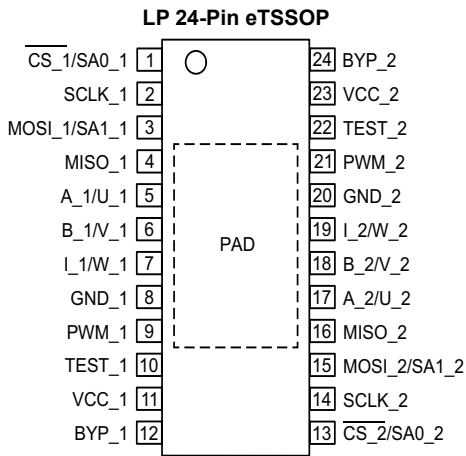 LP 24-Pin eTSSOP
CS_1/SA0_1 1 24 BYP_2
SCLK_1 2 23 VCC_2
MOSI_1/SA1_1 3 22 TEST_2
MISO_1 4 21 PWM_2
A_1/U_1 5 20 GND_2
B_1/V_1 6 19 I_2/W_2
I_1/W_1 7 18 B_2/V_2
PAD
GND_1 8 17 A_2/U_2
PWM_1 9 16 MISO_2
TEST_1 10 15 MOSI_2/SA1_2
VCC_1 11 14 SCLK_2
BYP_1 12 13 CS_2/SA0_2